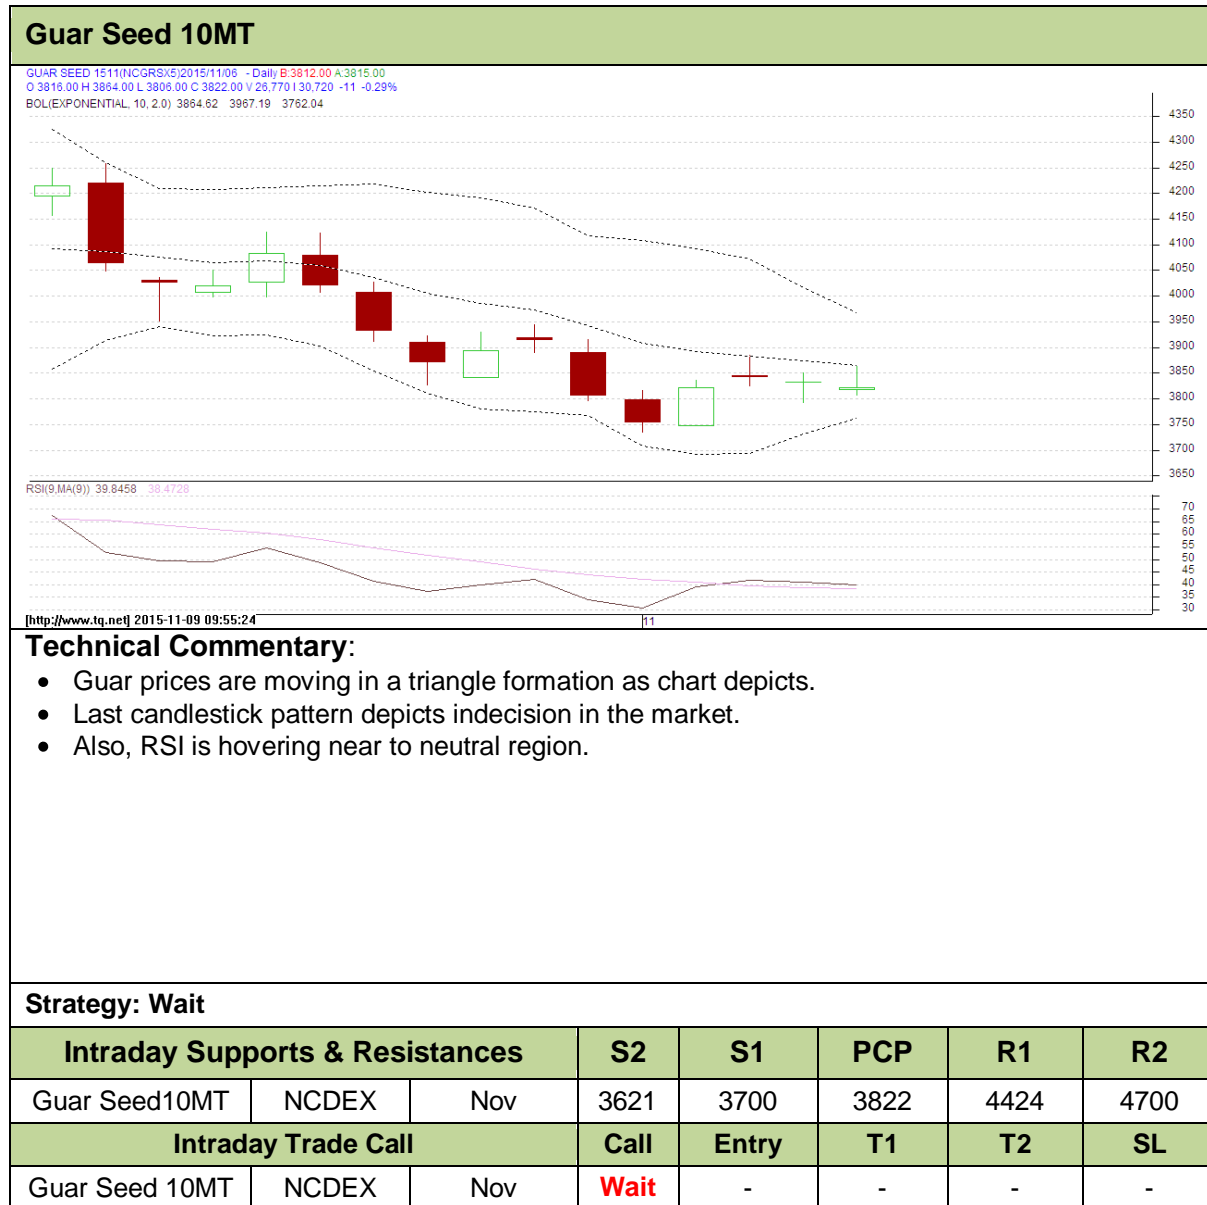 Guar Seed 10MT
GUAR SEED 1511(NCGRSX5)2015/11/06 - Daily B:3812.00 A:3815.00
O 3816.00 H 3864.00 L 3806.00 C 3822.00 V 26,770 I 30,720 -11 -0.29%
BOL(EXPONENTIAL, 10, 2.0) 3864.62 3967.19 3762.04
4350
4300
4250
4200
4150
4100
4050
4000
3950
3900
3850
3800
3750
3700
3650
RSI(9,MA(9)) 39.8458 38.4728
70
65
60
55
50
45
40
35
30
[http://www.tq.net] 2015-11-09 09:55:24 11
Technical Commentary:
• Guar prices are moving in a triangle formation as chart depicts.
• Last candlestick pattern depicts indecision in the market.
• Also, RSI is hovering near to neutral region.
Strategy: Wait
Intraday Supports & Resistances S2 S1 PCP R1 R2
Guar Seed10MT NCDEX Nov 3621 3700 3822 4424 4700
Intraday Trade Call Call Entry T1 T2 SL
Guar Seed 10MT NCDEX Nov Wait - - - -